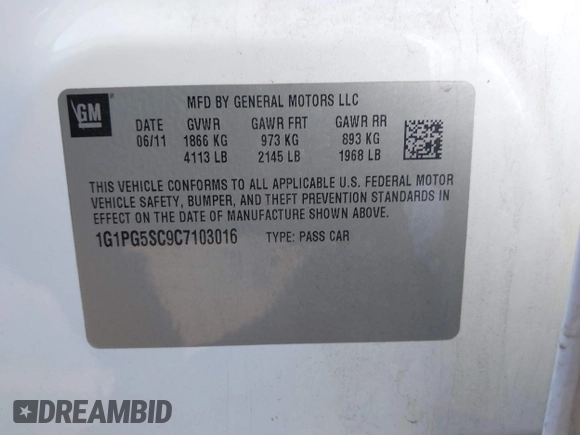 GM
MFD BY GENERAL MOTORS LLC
DATE GVWR GAWR FRT GAWR RR
06/11 1866 KG 973 KG 893 KG
4113 LB 2145 LB 1968 LB
THIS VEHICLE CONFORMS TO ALL APPLICABLE U.S. FEDERAL MOTOR
VEHICLE SAFETY, BUMPER, AND THEFT PREVENTION STANDARDS IN
EFFECT ON THE DATE OF MANUFACTURE SHOWN ABOVE.
1G1PG5SC9C7103016 TYPE: PASS CAR
DREAMBID